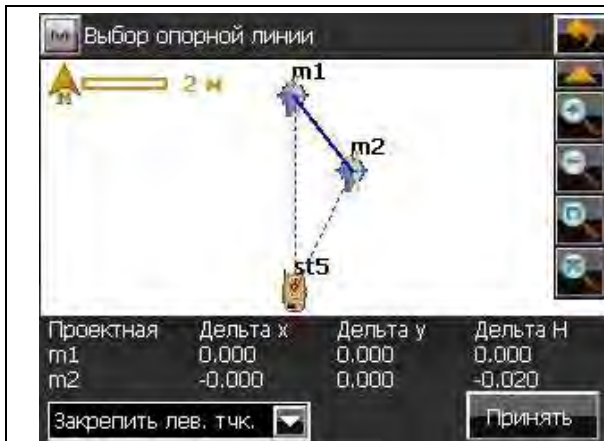 Выбор опорной линии
N
2 м
m1
m2
st5
Проектная Дельта x Дельта y Дельта H
m1 0.000 0.000 0.000
m2 -0.000 0.000 -0.020
Закрепить лев. тчк.
Принять